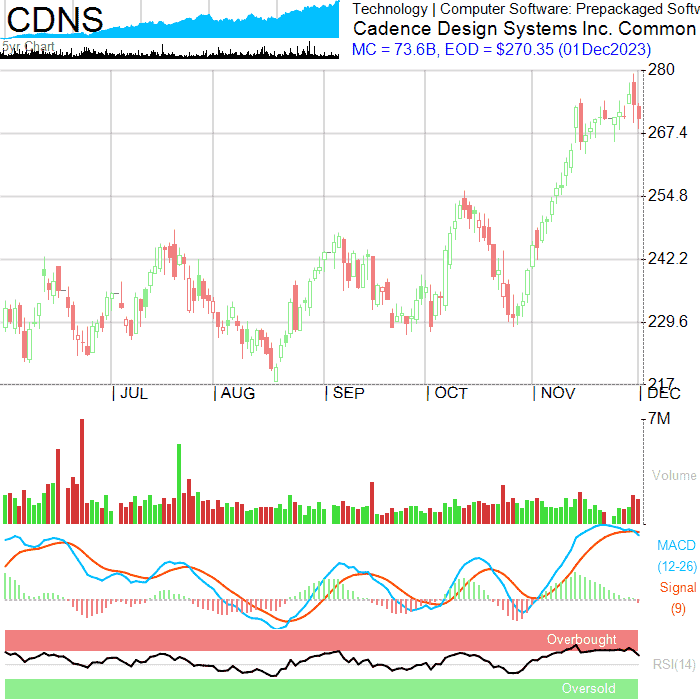 CDNS
5yr Chart
Technology | Computer Software: Prepackaged Softw
Cadence Design Systems Inc. Common
MC = 73.6B, EOD = $270.35 (01Dec2023)
280
267.4
254.8
242.2
229.6
217
JUL
AUG
SEP
OCT
NOV
DEC
7M
Volume
MACD
(12-26)
Signal
(9)
Overbought
RSI(14)
Oversold